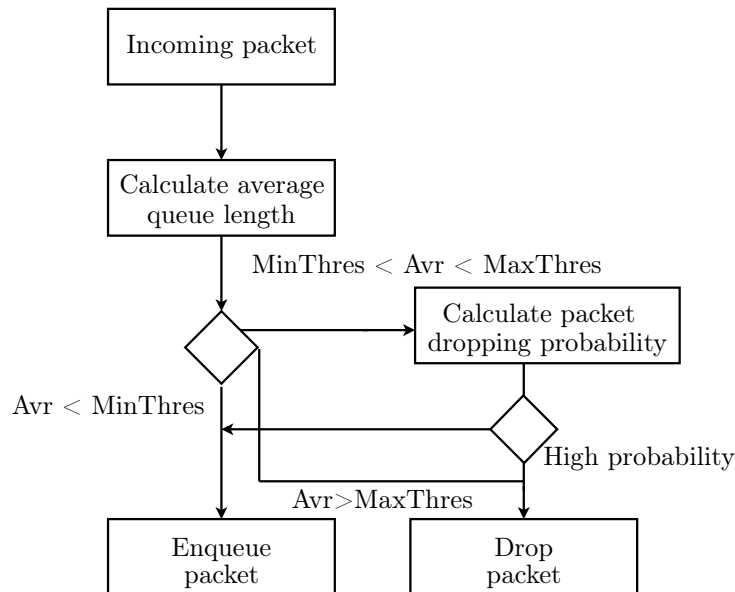 Incoming packet
Calculate average
queue length
MinThres < Avr < MaxThres
Calculate packet
dropping probability
Avr < MinThres
High probability
Avr>MaxThres
Enqueue
packet
Drop
packet